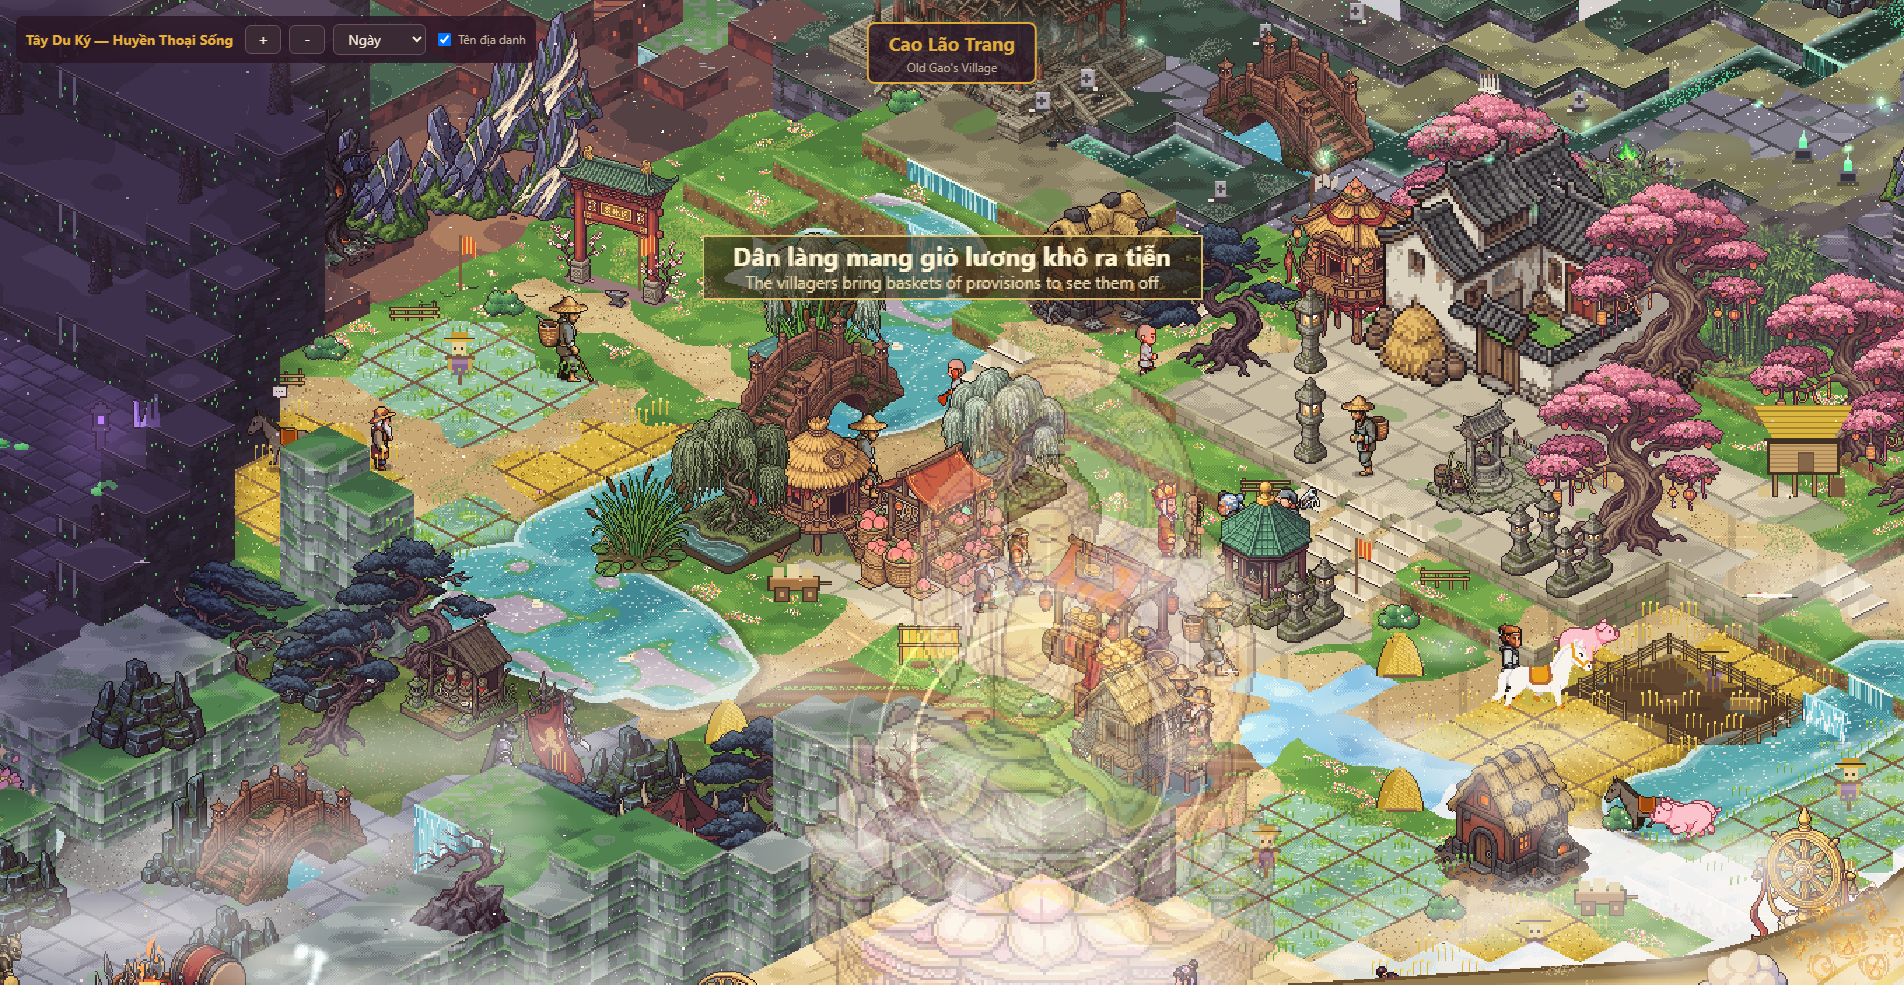 Tây Du Ký — Huyền Thoại Sống
+
-
Ngày
Tên địa danh
Cao Lão Trang
Old Gao's Village
Dân làng mang giỏ lương khô ra tiễn
The villagers bring baskets of provisions to see them off